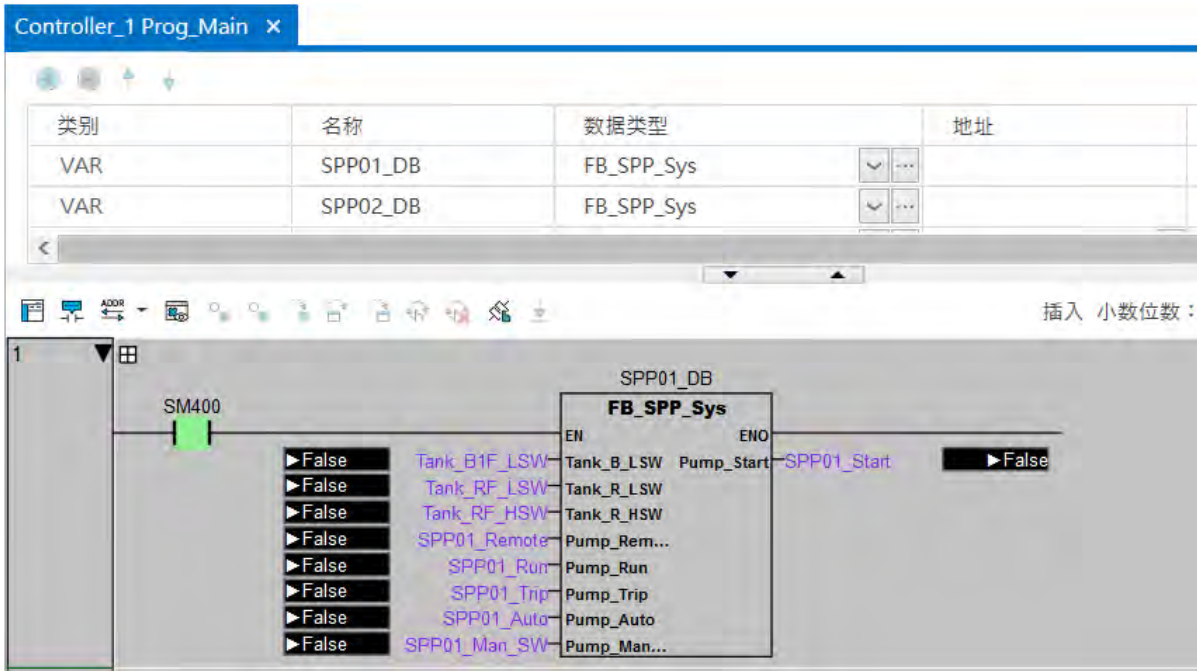 Controller_1 Prog_Main ×
类别 名称 数据类型 地址
VAR SPP01_DB FB_SPP_Sys
VAR SPP02_DB FB_SPP_Sys
ADDR 插入 小数位数：
1
SPP01_DB
SM400 FB_SPP_Sys
EN ENO
▶False Tank_B1F_LSW Tank_B_LSW Pump_Start SPP01_Start ▶False
▶False Tank_RF_LSW Tank_R_LSW
▶False Tank_RF_HSW Tank_R_HSW
▶False SPP01_Remote Pump_Rem...
▶False SPP01_Run Pump_Run
▶False SPP01_Trip Pump_Trip
▶False SPP01_Auto Pump_Auto
▶False SPP01_Man_SW Pump_Man...